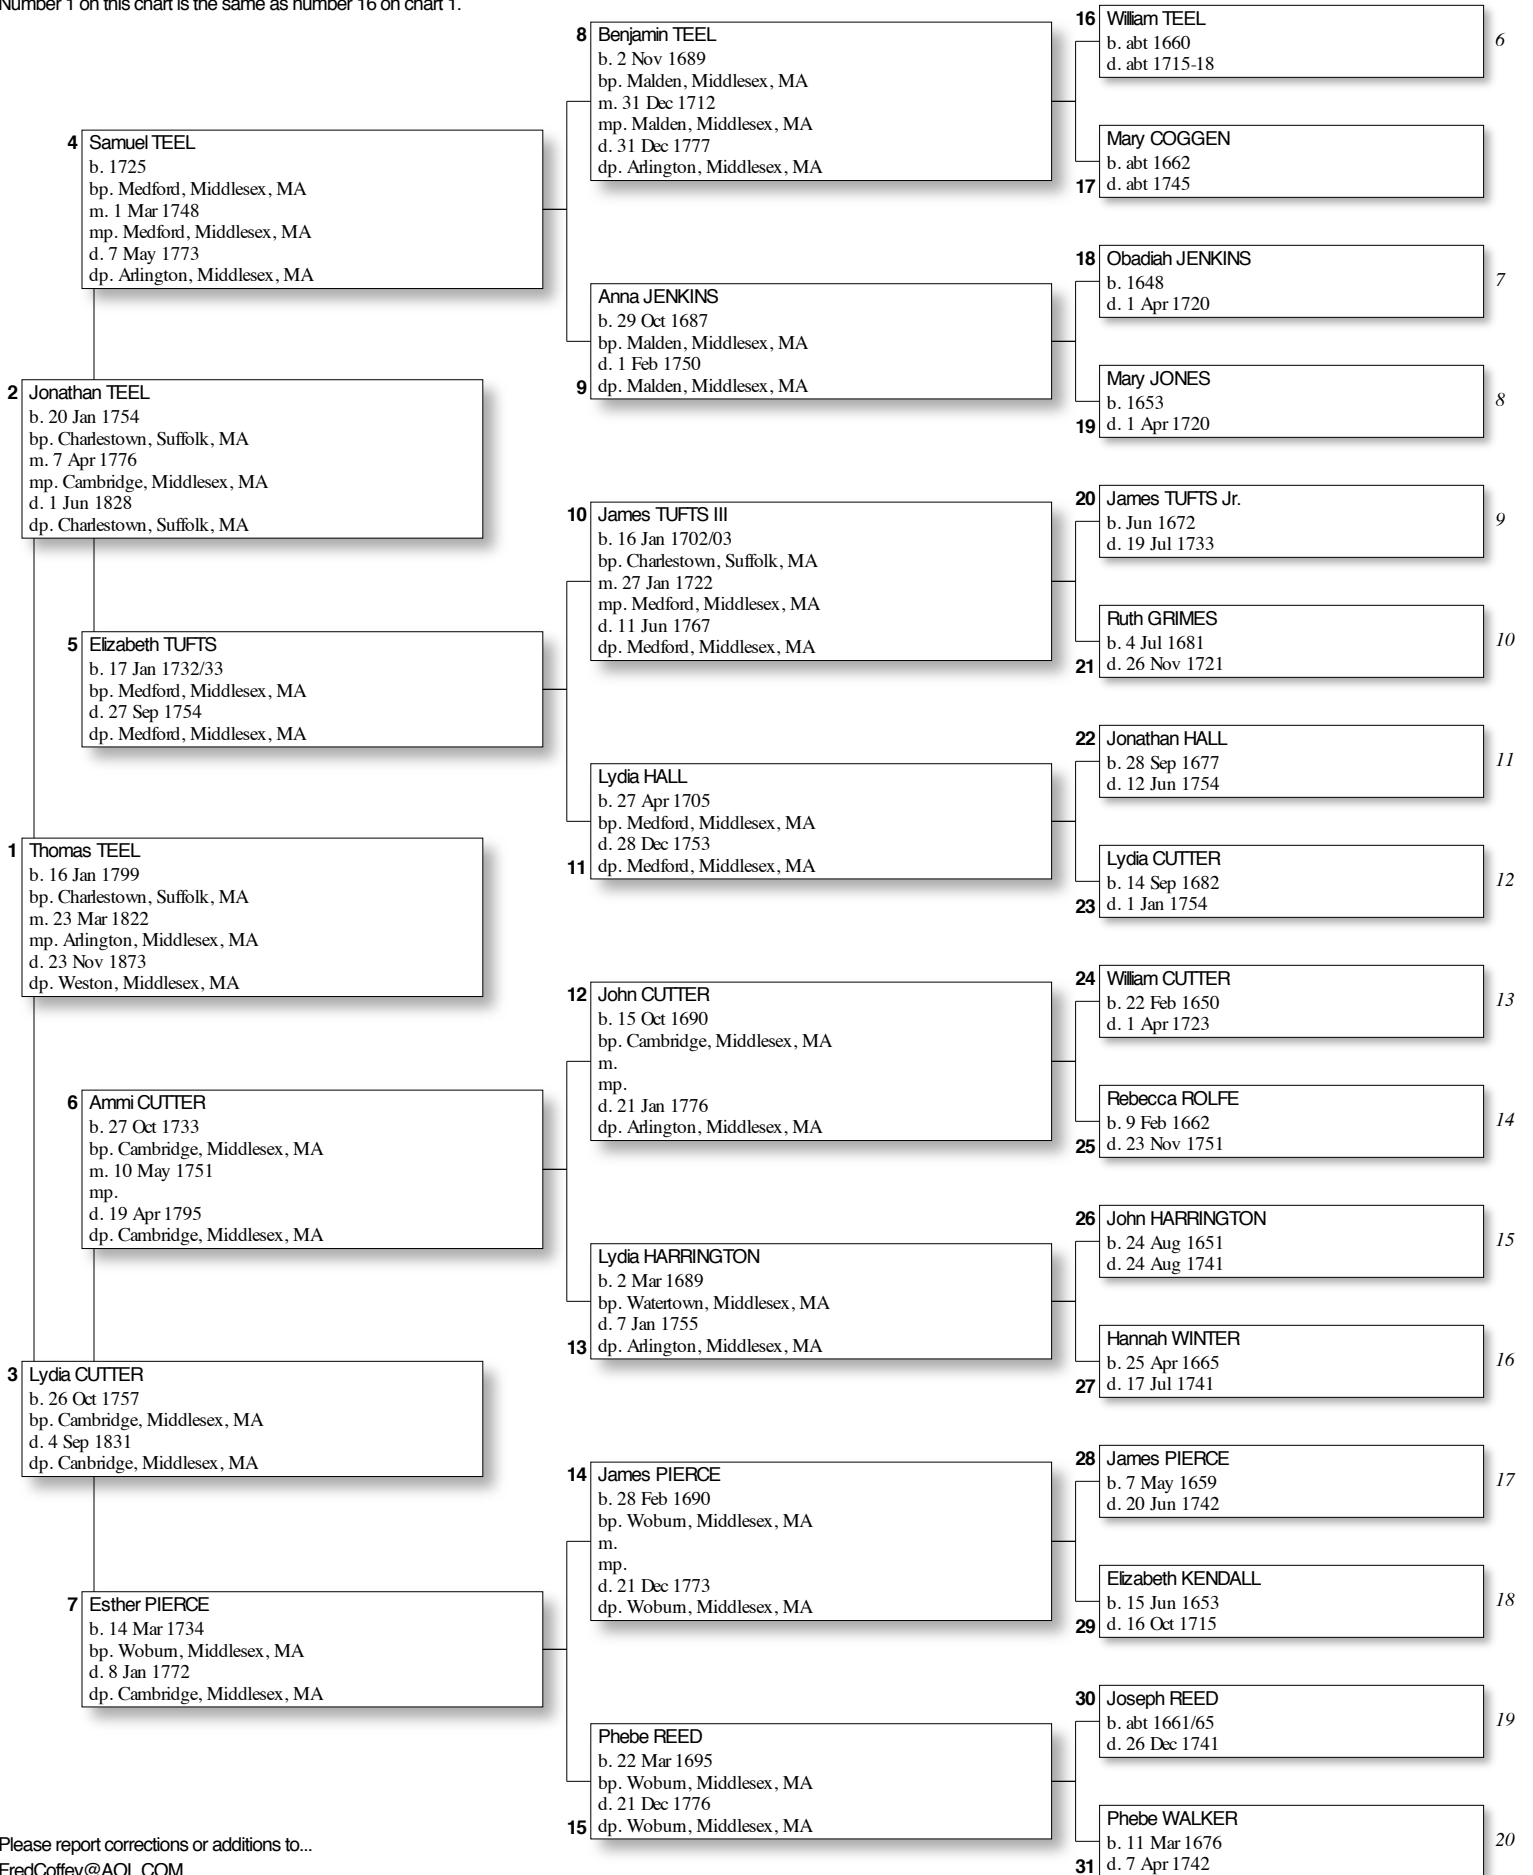 Number 1 on this chart is the same as number 16 on chart 1.
8 Benjamin TEEL
b. 2 Nov 1689
bp. Malden, Middlesex, MA
m. 31 Dec 1712
mp. Malden, Middlesex, MA
d. 31 Dec 1777
dp. Arlington, Middlesex, MA
16 William TEEL
b. abt 1660
d. abt 1715-18
6
Mary COGGEN
b. abt 1662
17 d. abt 1745
4 Samuel TEEL
b. 1725
bp. Medford, Middlesex, MA
m. 1 Mar 1748
mp. Medford, Middlesex, MA
d. 7 May 1773
dp. Arlington, Middlesex, MA
Anna JENKINS
b. 29 Oct 1687
bp. Malden, Middlesex, MA
d. 1 Feb 1750
9 dp. Malden, Middlesex, MA
18 Obadiah JENKINS
b. 1648
d. 1 Apr 1720
7
Mary JONES
b. 1653
19 d. 1 Apr 1720
8
2 Jonathan TEEL
b. 20 Jan 1754
bp. Charlestown, Suffolk, MA
m. 7 Apr 1776
mp. Cambridge, Middlesex, MA
d. 1 Jun 1828
dp. Charlestown, Suffolk, MA
10 James TUFTS III
b. 16 Jan 1702/03
bp. Charlestown, Suffolk, MA
m. 27 Jan 1722
mp. Medford, Middlesex, MA
d. 11 Jun 1767
dp. Medford, Middlesex, MA
20 James TUFTS Jr.
b. Jun 1672
d. 19 Jul 1733
9
Ruth GRIMES
b. 4 Jul 1681
21 d. 26 Nov 1721
10
5 Elizabeth TUFTS
b. 17 Jan 1732/33
bp. Medford, Middlesex, MA
d. 27 Sep 1754
dp. Medford, Middlesex, MA
Lydia HALL
b. 27 Apr 1705
bp. Medford, Middlesex, MA
d. 28 Dec 1753
11 dp. Medford, Middlesex, MA
22 Jonathan HALL
b. 28 Sep 1677
d. 12 Jun 1754
11
Lydia CUTTER
b. 14 Sep 1682
23 d. 1 Jan 1754
12
1 Thomas TEEL
b. 16 Jan 1799
bp. Charlestown, Suffolk, MA
m. 23 Mar 1822
mp. Arlington, Middlesex, MA
d. 23 Nov 1873
dp. Weston, Middlesex, MA
12 John CUTTER
b. 15 Oct 1690
bp. Cambridge, Middlesex, MA
m.
mp.
d. 21 Jan 1776
dp. Arlington, Middlesex, MA
24 William CUTTER
b. 22 Feb 1650
d. 1 Apr 1723
13
Rebecca ROLFE
b. 9 Feb 1662
25 d. 23 Nov 1751
14
6 Ammi CUTTER
b. 27 Oct 1733
bp. Cambridge, Middlesex, MA
m. 10 May 1751
mp.
d. 19 Apr 1795
dp. Cambridge, Middlesex, MA
Lydia HARRINGTON
b. 2 Mar 1689
bp. Watertown, Middlesex, MA
d. 7 Jan 1755
13 dp. Arlington, Middlesex, MA
26 John HARRINGTON
b. 24 Aug 1651
d. 24 Aug 1741
15
Hannah WINTER
b. 25 Apr 1665
27 d. 17 Jul 1741
16
3 Lydia CUTTER
b. 26 Oct 1757
bp. Cambridge, Middlesex, MA
d. 4 Sep 1831
dp. Canbridge, Middlesex, MA
14 James PIERCE
b. 28 Feb 1690
bp. Woburn, Middlesex, MA
m.
mp.
d. 21 Dec 1773
dp. Woburn, Middlesex, MA
28 James PIERCE
b. 7 May 1659
d. 20 Jun 1742
17
Elizabeth KENDALL
b. 15 Jun 1653
29 d. 16 Oct 1715
18
7 Esther PIERCE
b. 14 Mar 1734
bp. Woburn, Middlesex, MA
d. 8 Jan 1772
dp. Cambridge, Middlesex, MA
Phebe REED
b. 22 Mar 1695
bp. Woburn, Middlesex, MA
d. 21 Dec 1776
15 dp. Woburn, Middlesex, MA
30 Joseph REED
b. abt 1661/65
d. 26 Dec 1741
19
Phebe WALKER
b. 11 Mar 1676
31 d. 7 Apr 1742
20
Please report corrections or additions to...
FredCoffey@AOL.COM